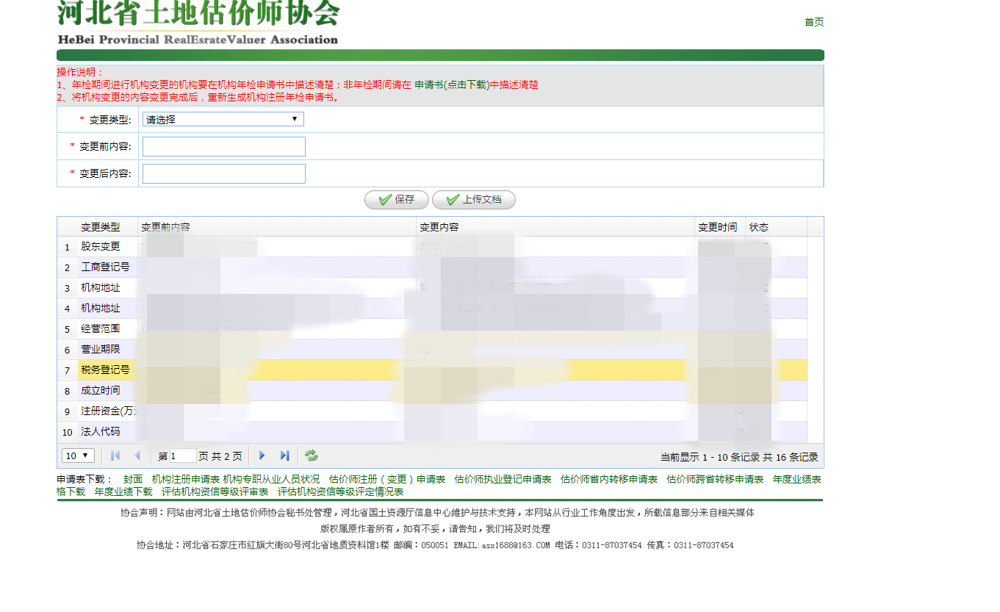 河北省土地估价师协会
首页
HeBei Provincial RealEsrateValuer Association
操作说明：
1、年检期间进行机构变更的机构要在机构年检申请书中描述清楚；非年检期间请在 申请书(点击下载)中描述清楚
2、将机构变更的内容变更完成后，重新生成机构注册年检申请书。
* 变更类型: 请选择
* 变更前内容:
* 变更后内容:
保存 上传文档
变更类型 变更前内容 变更内容 变更时间 状态
1 股东变更
2 工商登记号
3 机构地址
4 机构地址
5 经营范围
6 营业期限
7 税务登记号
8 成立时间
9 注册资金(万
10 法人代码
10 第 1 页 共 2 页 当前显示 1 - 10 条记录 共 16 条记录
申请表下载： 封面 机构注册申请表 机构专职从业人员状况 估价师注册（变更）申请表 估价师执业登记申请表 估价师省内转移申请表 估价师跨省转移申请表 年度业绩表
格下载 年度业绩下载 评估机构资信等级评审表 评估机构资信等级评定情况表
协会声明：网站由河北省土地估价师协会秘书处管理，河北省国土资源厅信息中心维护与技术支持，本网站从行业工作角度出发，所载信息部分来自相关媒体
版权属原作者所有，如有不妥，请告知，我们将及时处理
协会地址：河北省石家庄市红旗大街80号河北省地质资料馆1楼 邮编：050051 EMAIL:asx1688@163.COM 电话：0311-87037454 传真：0311-87037454